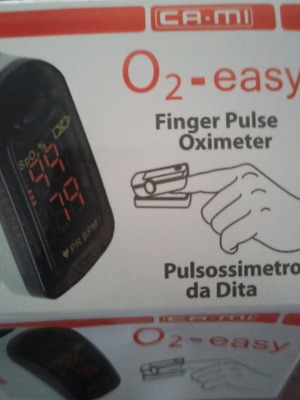 CA-MI
O2-easy
Finger Pulse
Oximeter
SpO2%
99
79
PR BPM
Pulsossimetro
da Dita
CA-MI
O2-easy